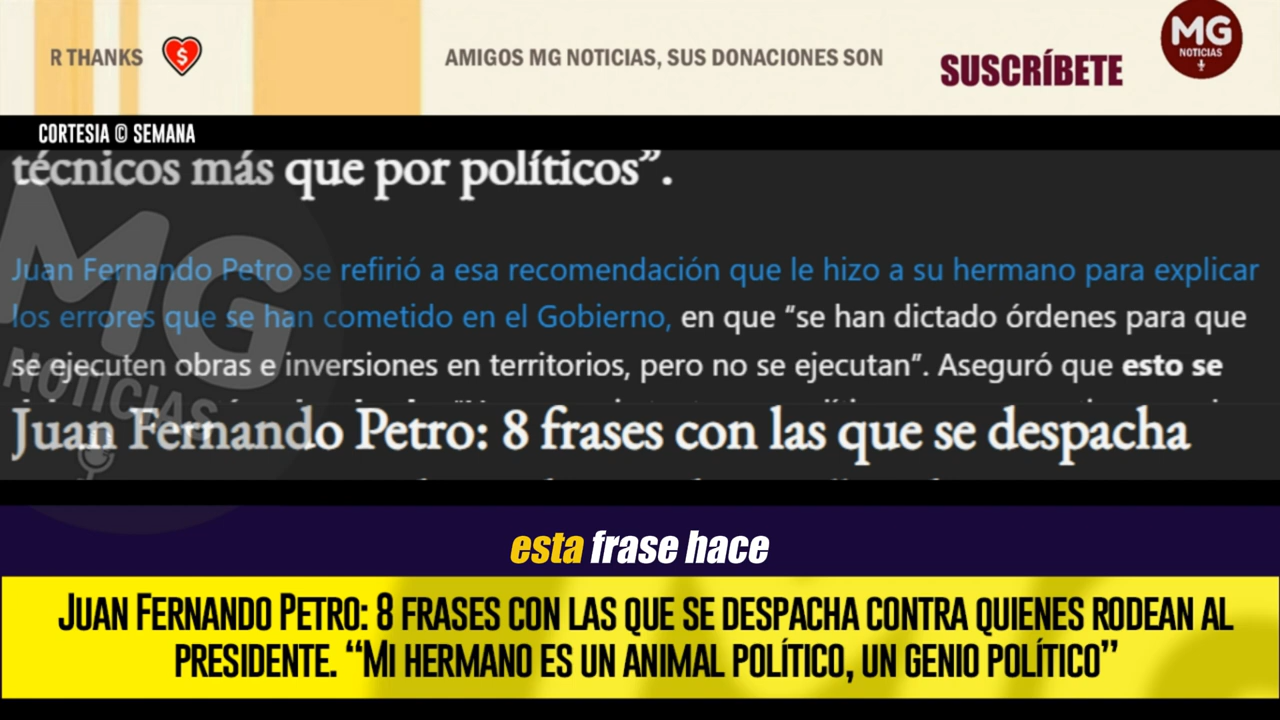 R THANKS
AMIGOS MG NOTICIAS, SUS DONACIONES SON
SUSCRÍBETE
MG
NOTICIAS
CORTESIA © SEMANA
técnicos más que por políticos”.
Juan Fernando Petro se refirió a esa recomendación que le hizo a su hermano para explicar
los errores que se han cometido en el Gobierno, en que “se han dictado órdenes para que
se ejecuten obras e inversiones en territorios, pero no se ejecutan”. Aseguró que esto se
MG
NOTICIAS
Juan Fernando Petro: 8 frases con las que se despacha
esta frase hace
JUAN FERNANDO PETRO: 8 FRASES CON LAS QUE SE DESPACHA CONTRA QUIENES RODEAN AL
PRESIDENTE. “MI HERMANO ES UN ANIMAL POLÍTICO, UN GENIO POLÍTICO”